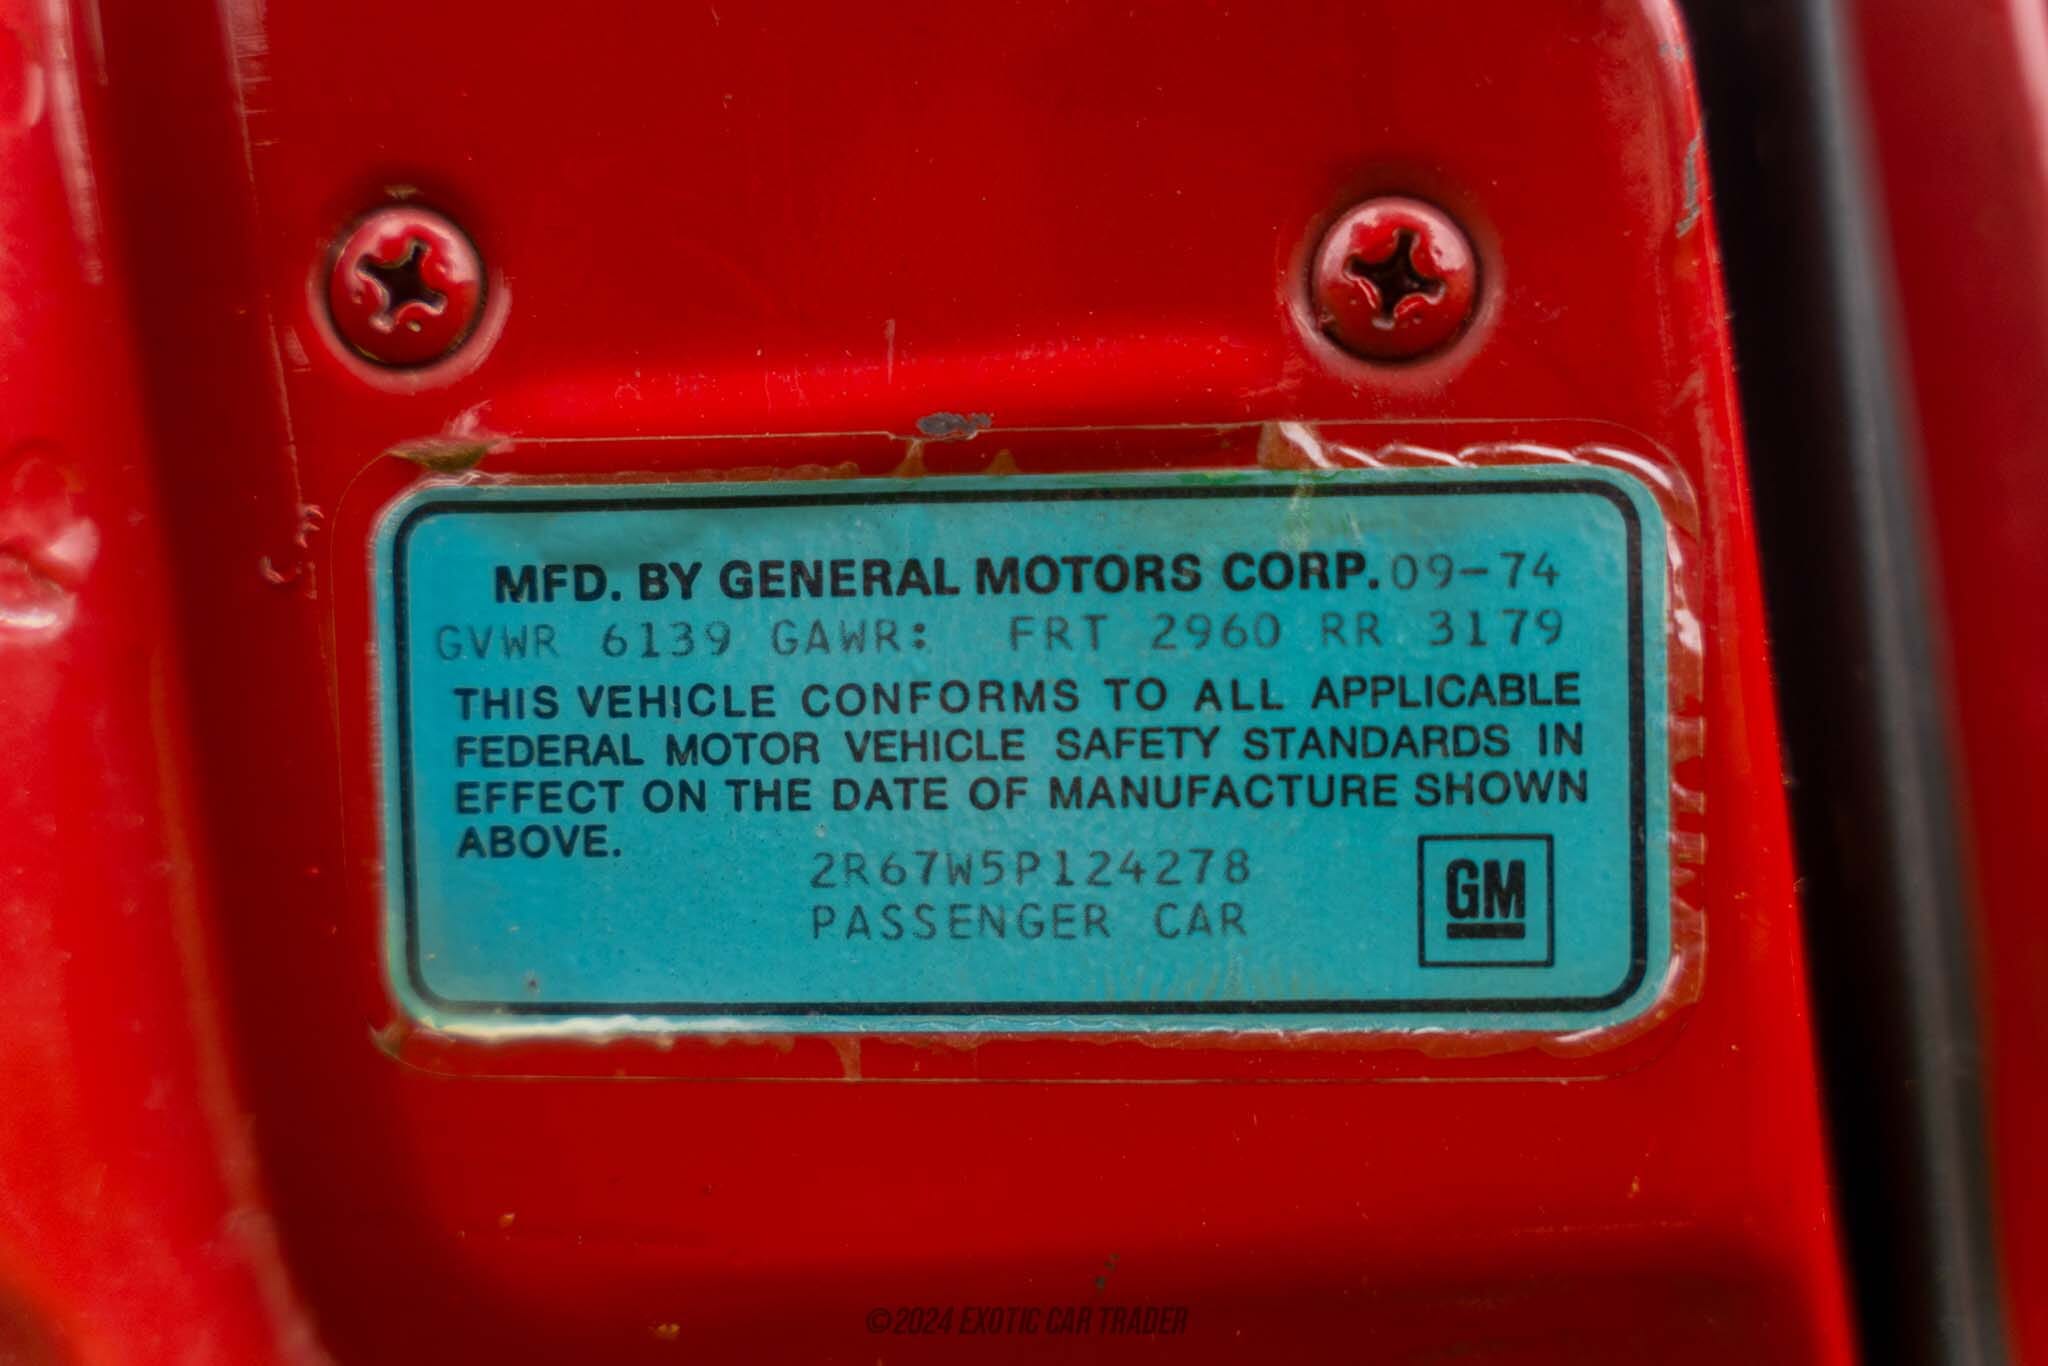 MFD. BY GENERAL MOTORS CORP. 09-74
GVWR 6139 GAWR: FRT 2960 RR 3179
THIS VEHICLE CONFORMS TO ALL APPLICABLE
FEDERAL MOTOR VEHICLE SAFETY STANDARDS IN
EFFECT ON THE DATE OF MANUFACTURE SHOWN
ABOVE.
2R67W5P124278
PASSENGER CAR
GM
©2024 EXOTIC CAR TRADER